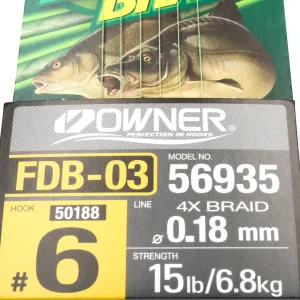 OWNER
PERFECTION IN HOOKS
FDB-03
MODEL NO.
56935
HOOK
50188
LINE
4X BRAID
#6
ø0.18 mm
STRENGTH
15lb/6.8kg